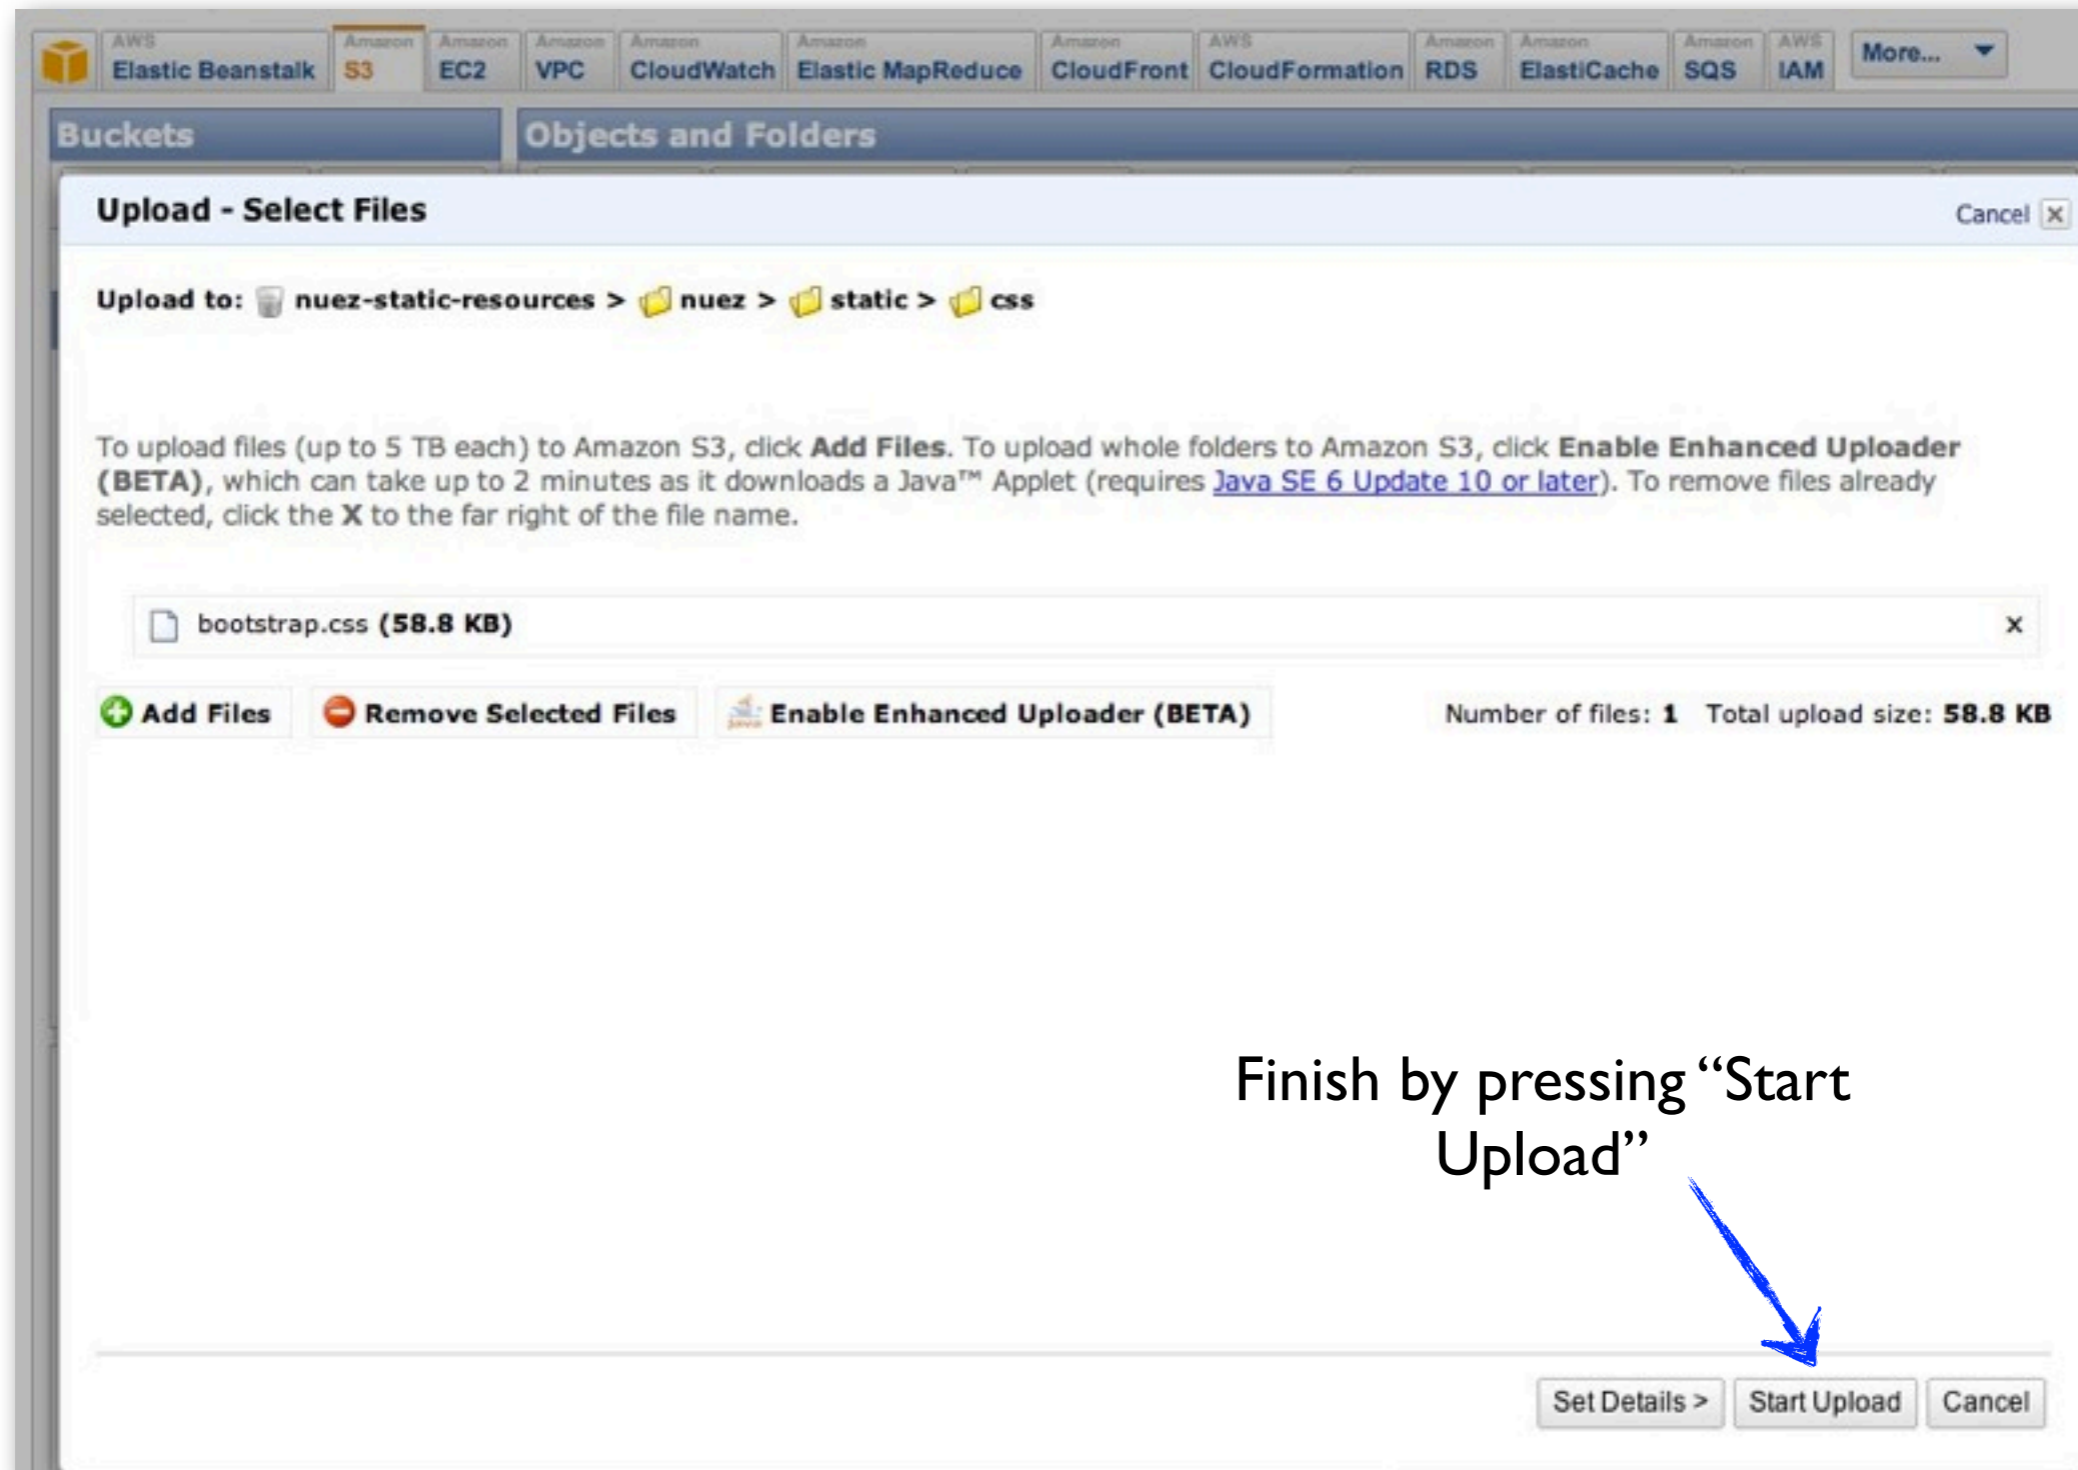 AWS Amazon Amazon Amazon Amazon Amazon Amazon AWS Amazon Amazon Amazon AWS
Elastic Beanstalk S3 EC2 VPC CloudWatch Elastic MapReduce CloudFront CloudFormation RDS ElastiCache SQS IAM More...
Buckets Objects and Folders
Upload - Select Files Cancel x
Upload to: nuez-static-resources > nuez > static > css
To upload files (up to 5 TB each) to Amazon S3, click Add Files. To upload whole folders to Amazon S3, click Enable Enhanced Uploader
(BETA), which can take up to 2 minutes as it downloads a Java™ Applet (requires Java SE 6 Update 10 or later). To remove files already
selected, click the X to the far right of the file name.
bootstrap.css (58.8 KB) x
Add Files Remove Selected Files Java Enable Enhanced Uploader (BETA) Number of files: 1 Total upload size: 58.8 KB
Finish by pressing “Start
Upload”
Set Details > Start Upload Cancel